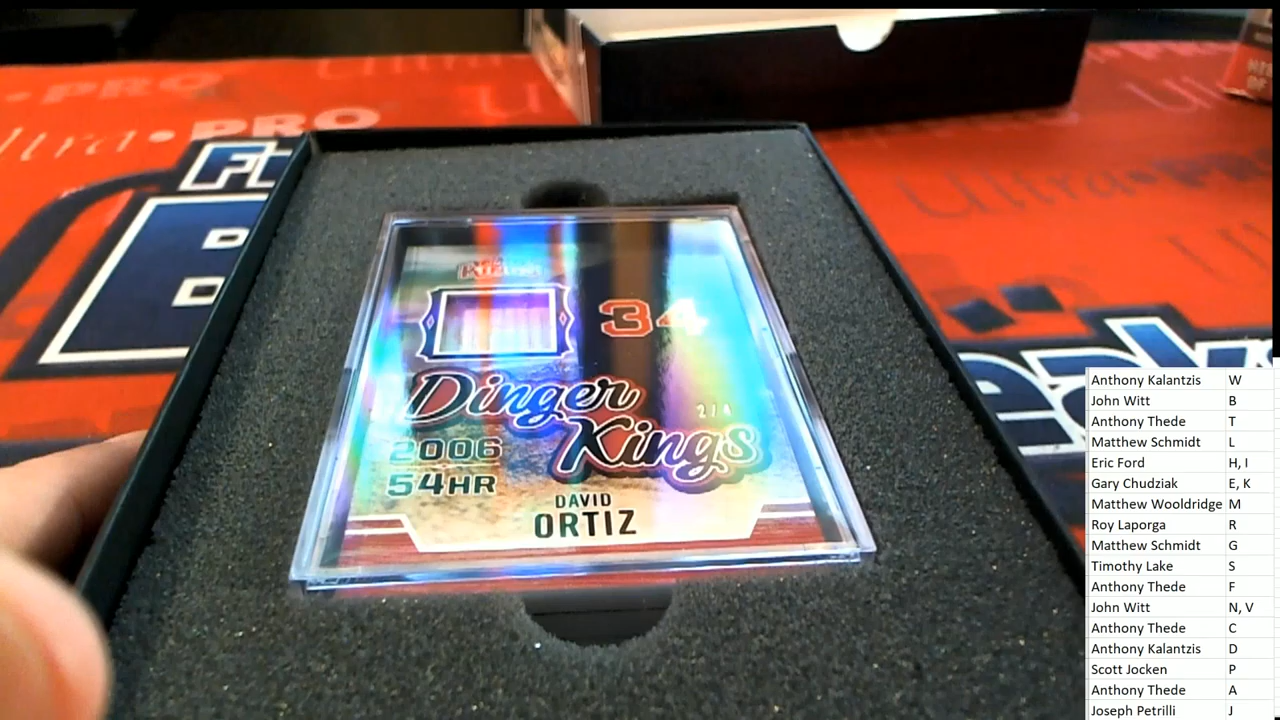 Ultra•PRO
34
Dinger
Kings
2/4
2006
54HR
DAVID
ORTIZ
Anthony Kalantzis W
John Witt B
Anthony Thede T
Matthew Schmidt L
Eric Ford H, I
Gary Chudziak E, K
Matthew Wooldridge M
Roy Laporga R
Matthew Schmidt G
Timothy Lake S
Anthony Thede F
John Witt N, V
Anthony Thede C
Anthony Kalantzis D
Scott Jocken P
Anthony Thede A
Joseph Petrilli J